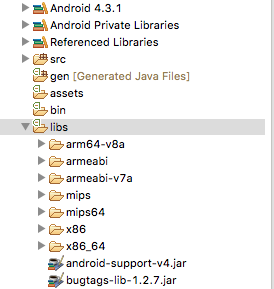 Android 4.3.1
Android Private Libraries
Referenced Libraries
src
gen [Generated Java Files]
assets
bin
libs
arm64-v8a
armeabi
armeabi-v7a
mips
mips64
x86
x86_64
android-support-v4.jar
bugtags-lib-1.2.7.jar